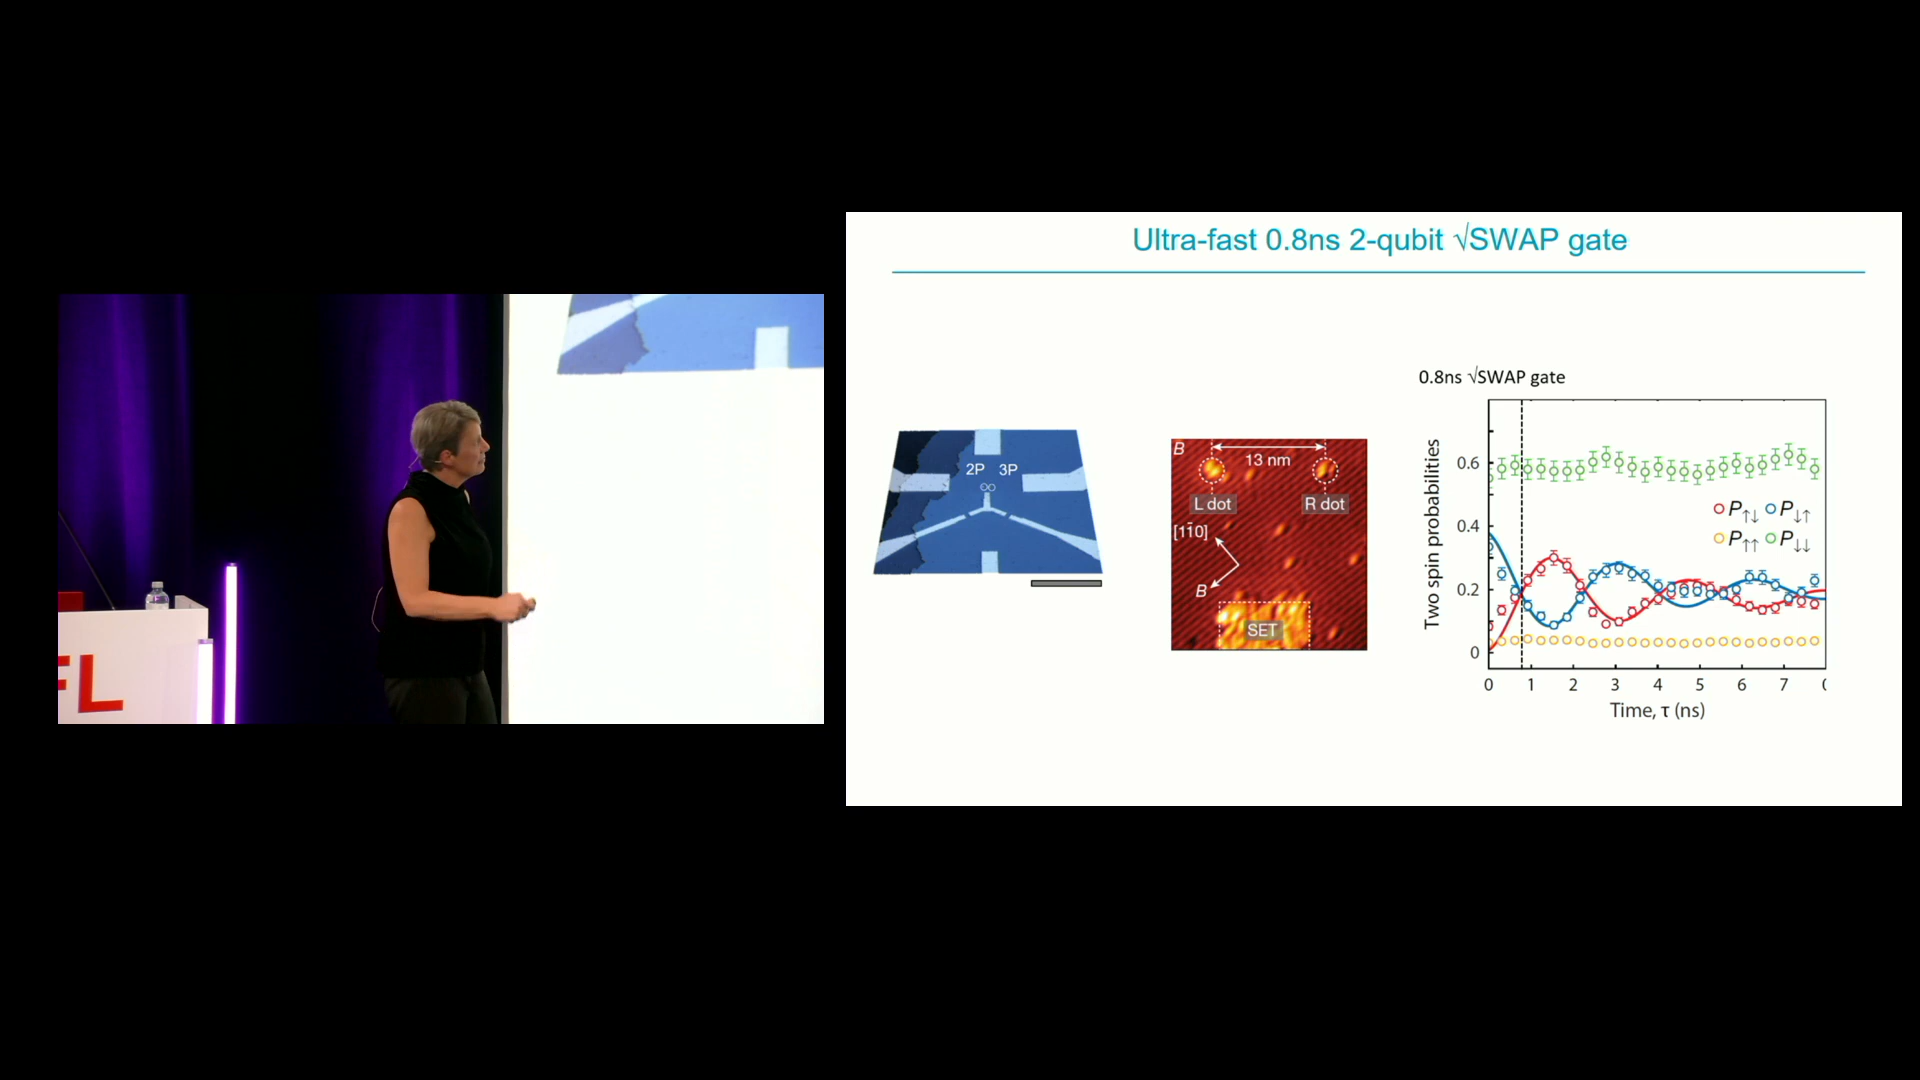 FL
Ultra-fast 0.8ns 2-qubit √SWAP gate
2P 3P
B
13 nm
L dot
R dot
[11̄0]
B
SET
0.8ns √SWAP gate
Two spin probabilities
0.6
0.4
0.2
0
P↑↓ P↓↑
P↑↑ P↓↓
0 1 2 3 4 5 6 7
Time, τ (ns)